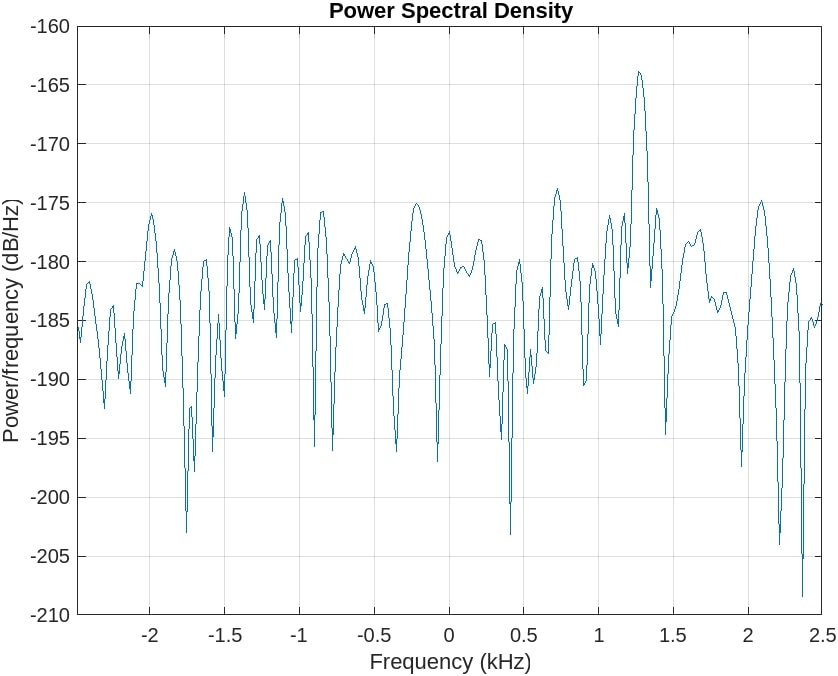 Power Spectral Density
-160
-165
-170
-175
-180
-185
-190
-195
-200
-205
-210
Power/frequency (dB/Hz)
-2 -1.5 -1 -0.5 0 0.5 1 1.5 2 2.5
Frequency (kHz)